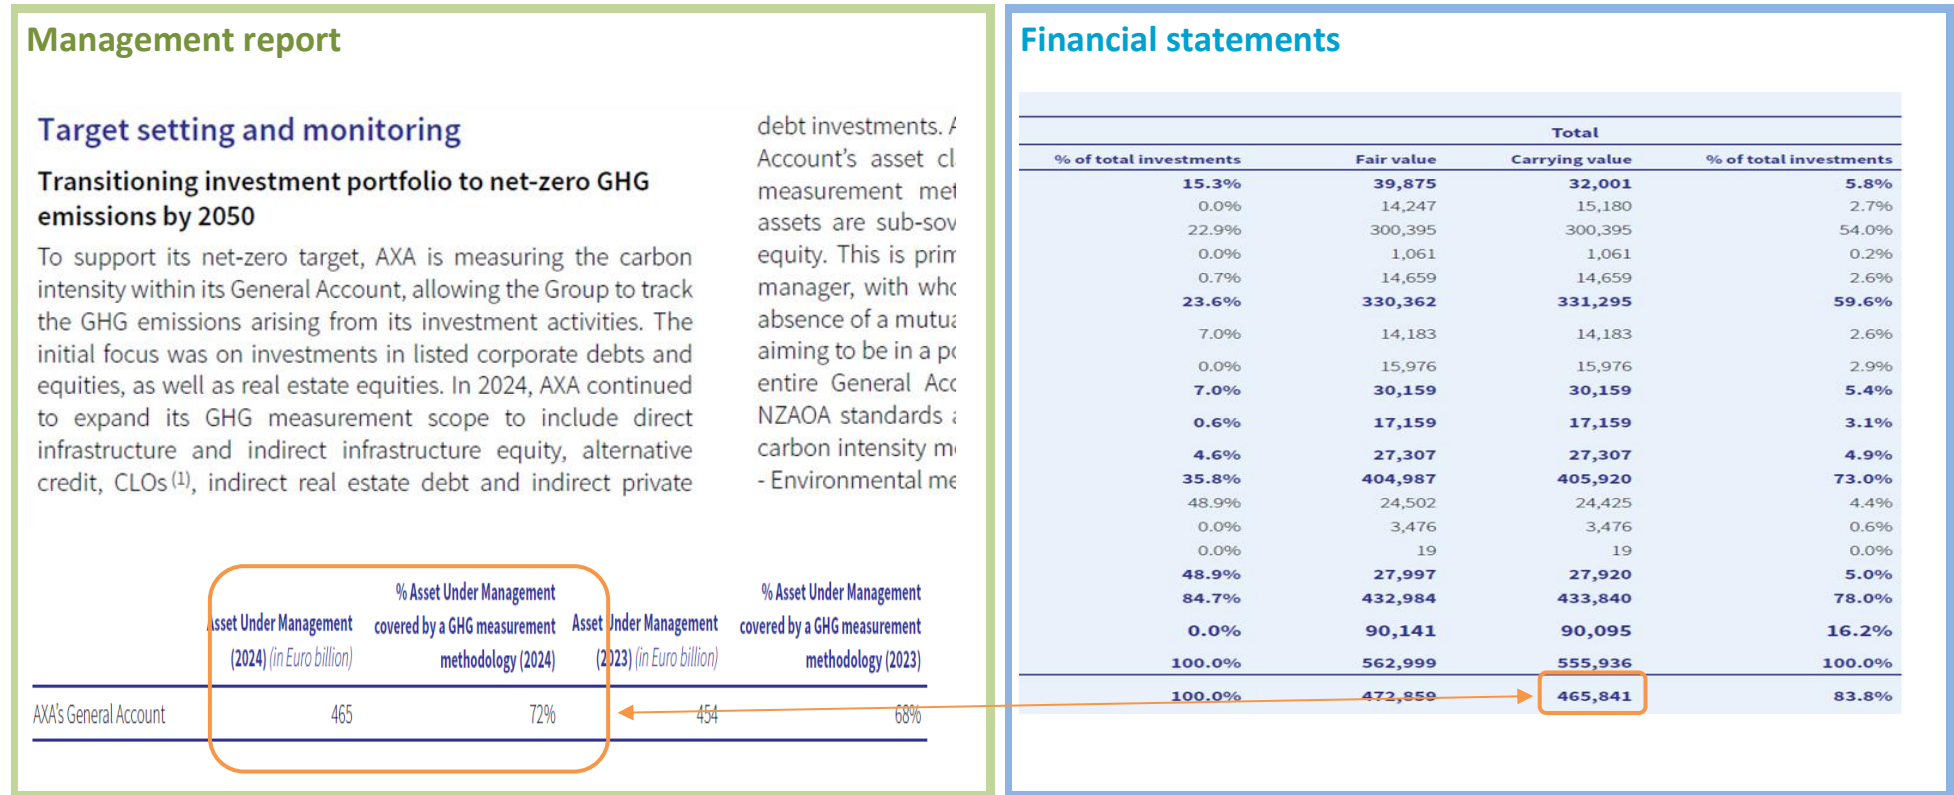 Management report
Target setting and monitoring
Transitioning investment portfolio to net-zero GHG
emissions by 2050
To support its net-zero target, AXA is measuring the carbon
intensity within its General Account, allowing the Group to track
the GHG emissions arising from its investment activities. The
initial focus was on investments in listed corporate debts and
equities, as well as real estate equities. In 2024, AXA continued
to expand its GHG measurement scope to include direct
infrastructure and indirect infrastructure equity, alternative
credit, CLOs (1), indirect real estate debt and indirect private
debt investments. A
Account's asset cl
measurement met
assets are sub-sov
equity. This is prim
manager, with who
absence of a mutua
aiming to be in a po
entire General Acc
NZAOA standards a
carbon intensity m
- Environmental me
% Asset Under Management % Asset Under Management
Asset Under Management covered by a GHG measurement Asset Under Management covered by a GHG measurement
(2024) (in Euro billion) methodology (2024) (2023) (in Euro billion) methodology (2023)
AXA's General Account 465 72% 454 68%
Financial statements
Total
% of total investments Fair value Carrying value % of total investments
15.3% 39,875 32,001 5.8%
0.0% 14,247 15,180 2.7%
22.9% 300,395 300,395 54.0%
0.0% 1,061 1,061 0.2%
0.7% 14,659 14,659 2.6%
23.6% 330,362 331,295 59.6%
7.0% 14,183 14,183 2.6%
0.0% 15,976 15,976 2.9%
7.0% 30,159 30,159 5.4%
0.6% 17,159 17,159 3.1%
4.6% 27,307 27,307 4.9%
35.8% 404,987 405,920 73.0%
48.9% 24,502 24,425 4.4%
0.0% 3,476 3,476 0.6%
0.0% 19 19 0.0%
48.9% 27,997 27,920 5.0%
84.7% 432,984 433,840 78.0%
0.0% 90,141 90,095 16.2%
100.0% 562,999 555,936 100.0%
100.0% 472,859 465,841 83.8%